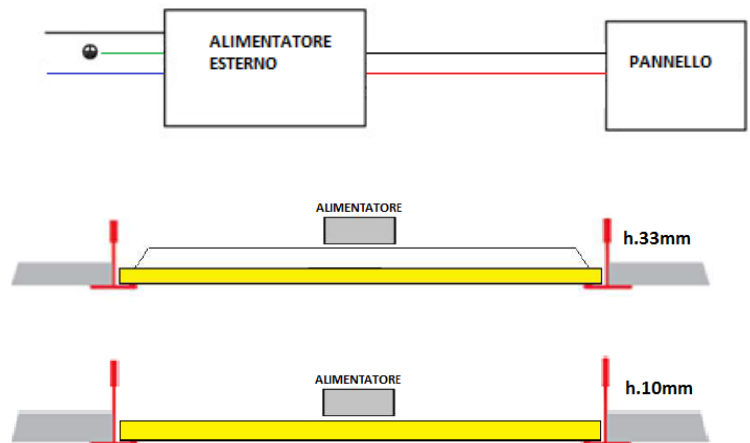 ALIMENTATORE
ESTERNO
PANNELLO
ALIMENTATORE
h.33mm
ALIMENTATORE
h.10mm